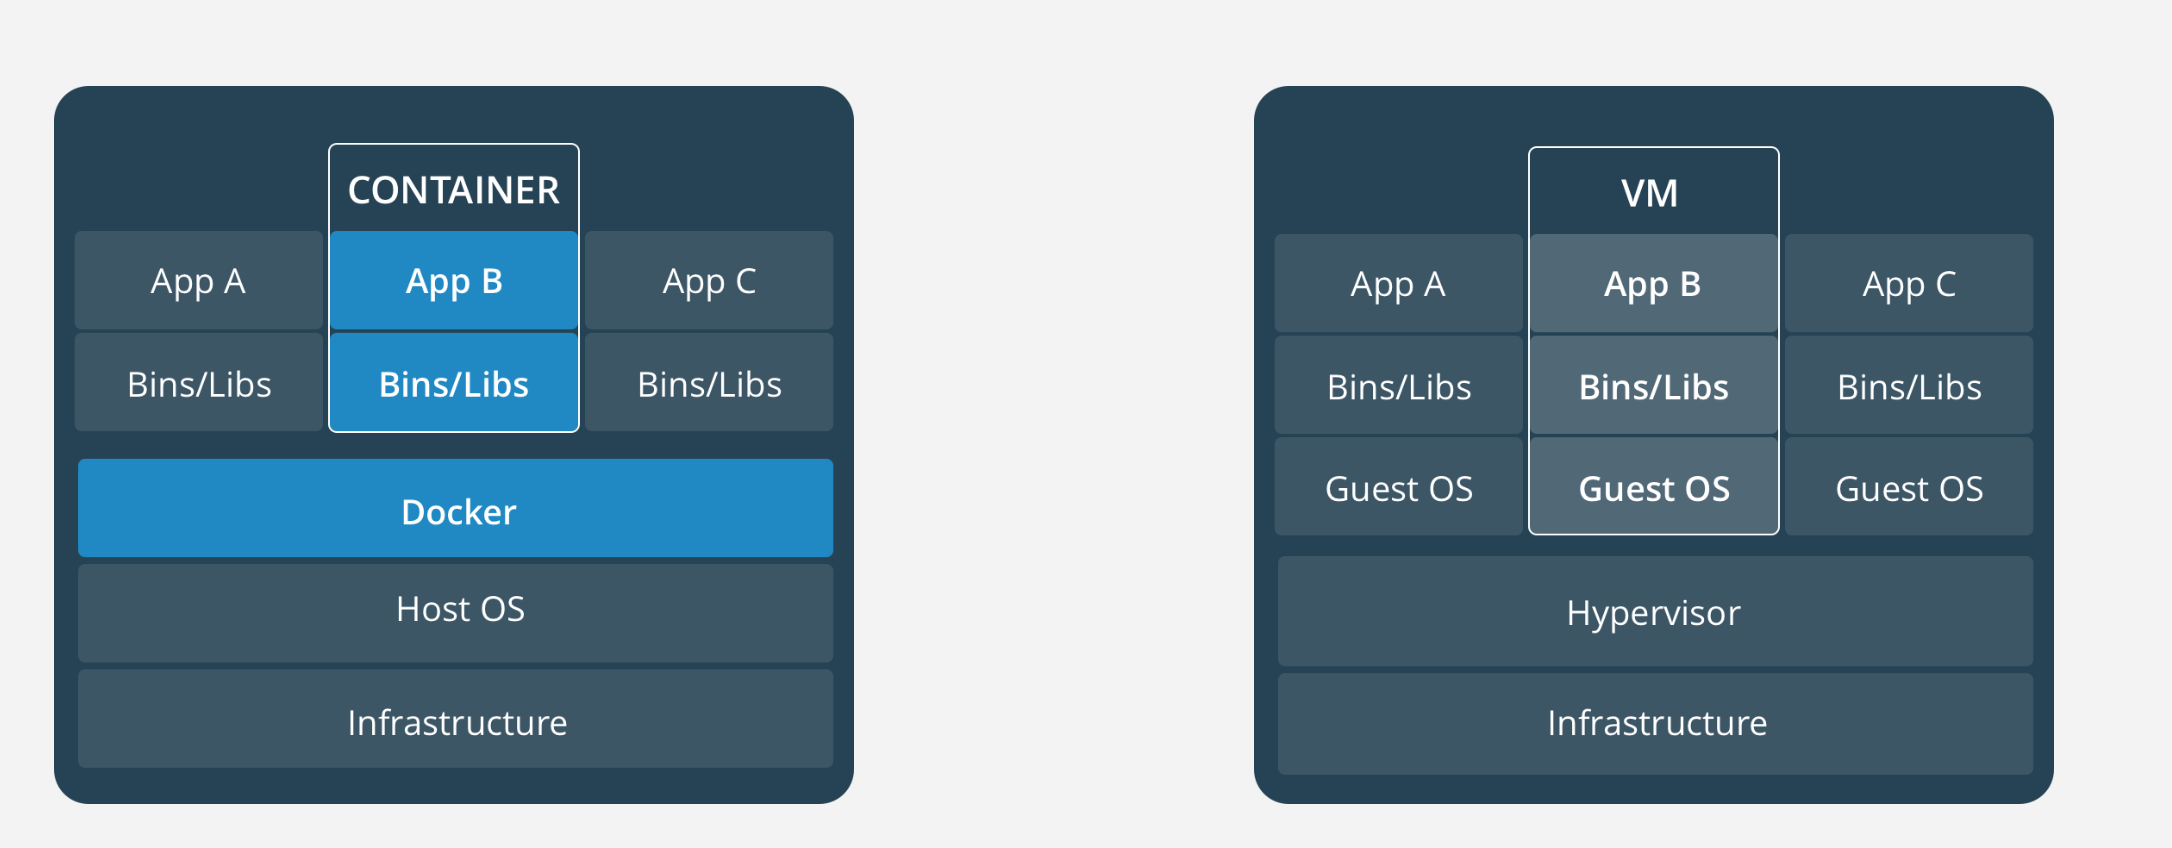 CONTAINER
App A
App B
App C
Bins/Libs
Bins/Libs
Bins/Libs
Docker
Host OS
Infrastructure
VM
App A
App B
App C
Bins/Libs
Bins/Libs
Bins/Libs
Guest OS
Guest OS
Guest OS
Hypervisor
Infrastructure